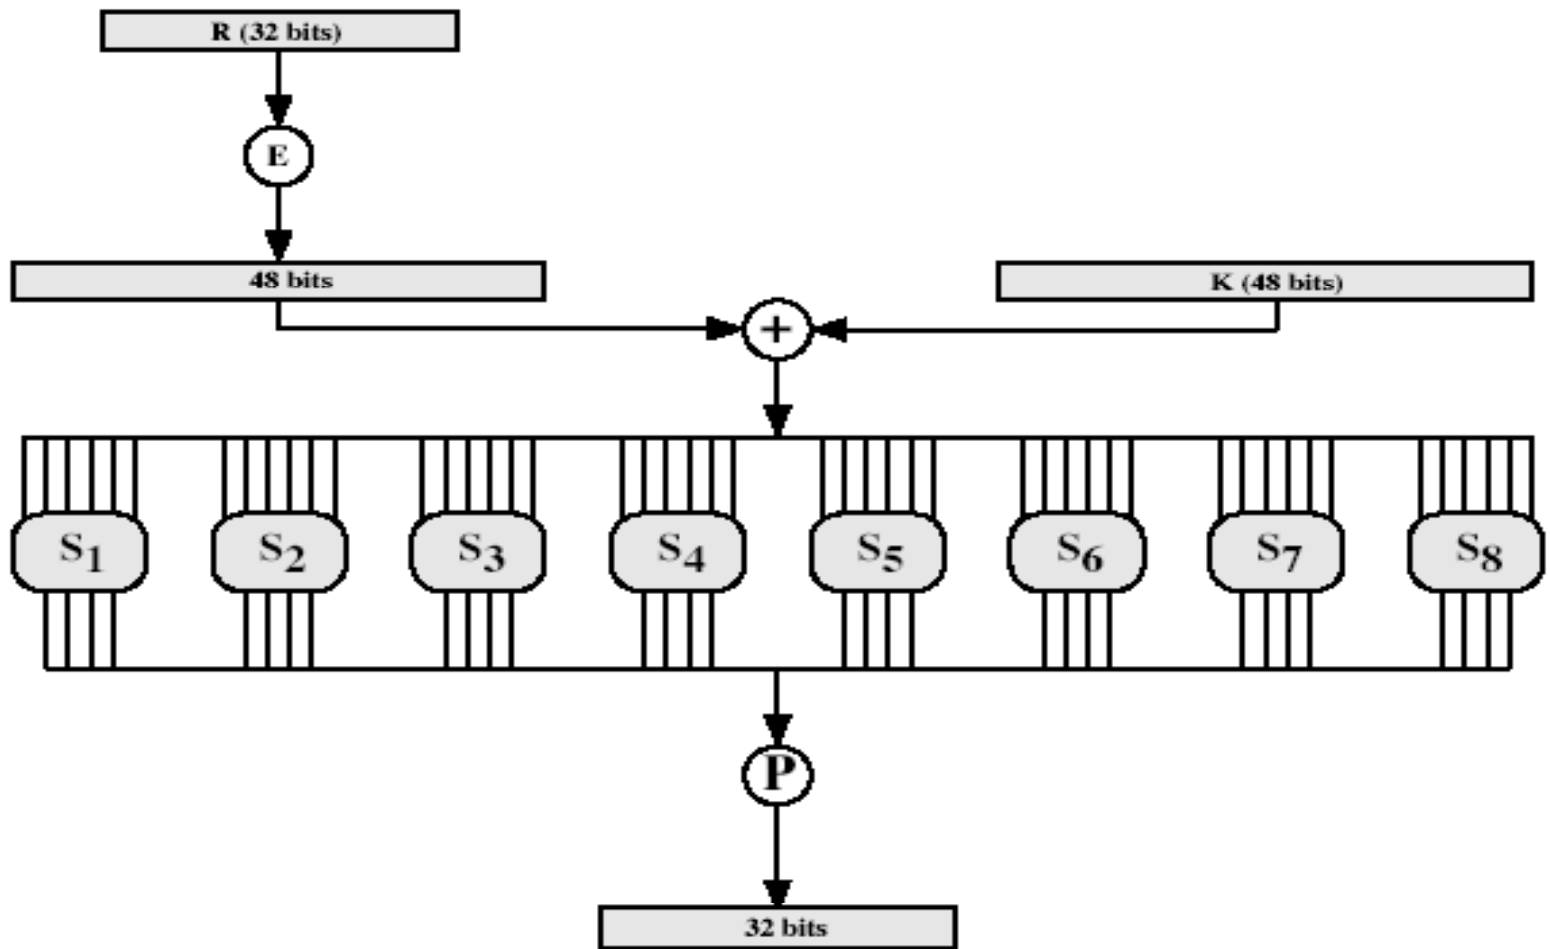 R (32 bits)
E
48 bits
K (48 bits)
+
S1 S2 S3 S4 S5 S6 S7 S8
P
32 bits